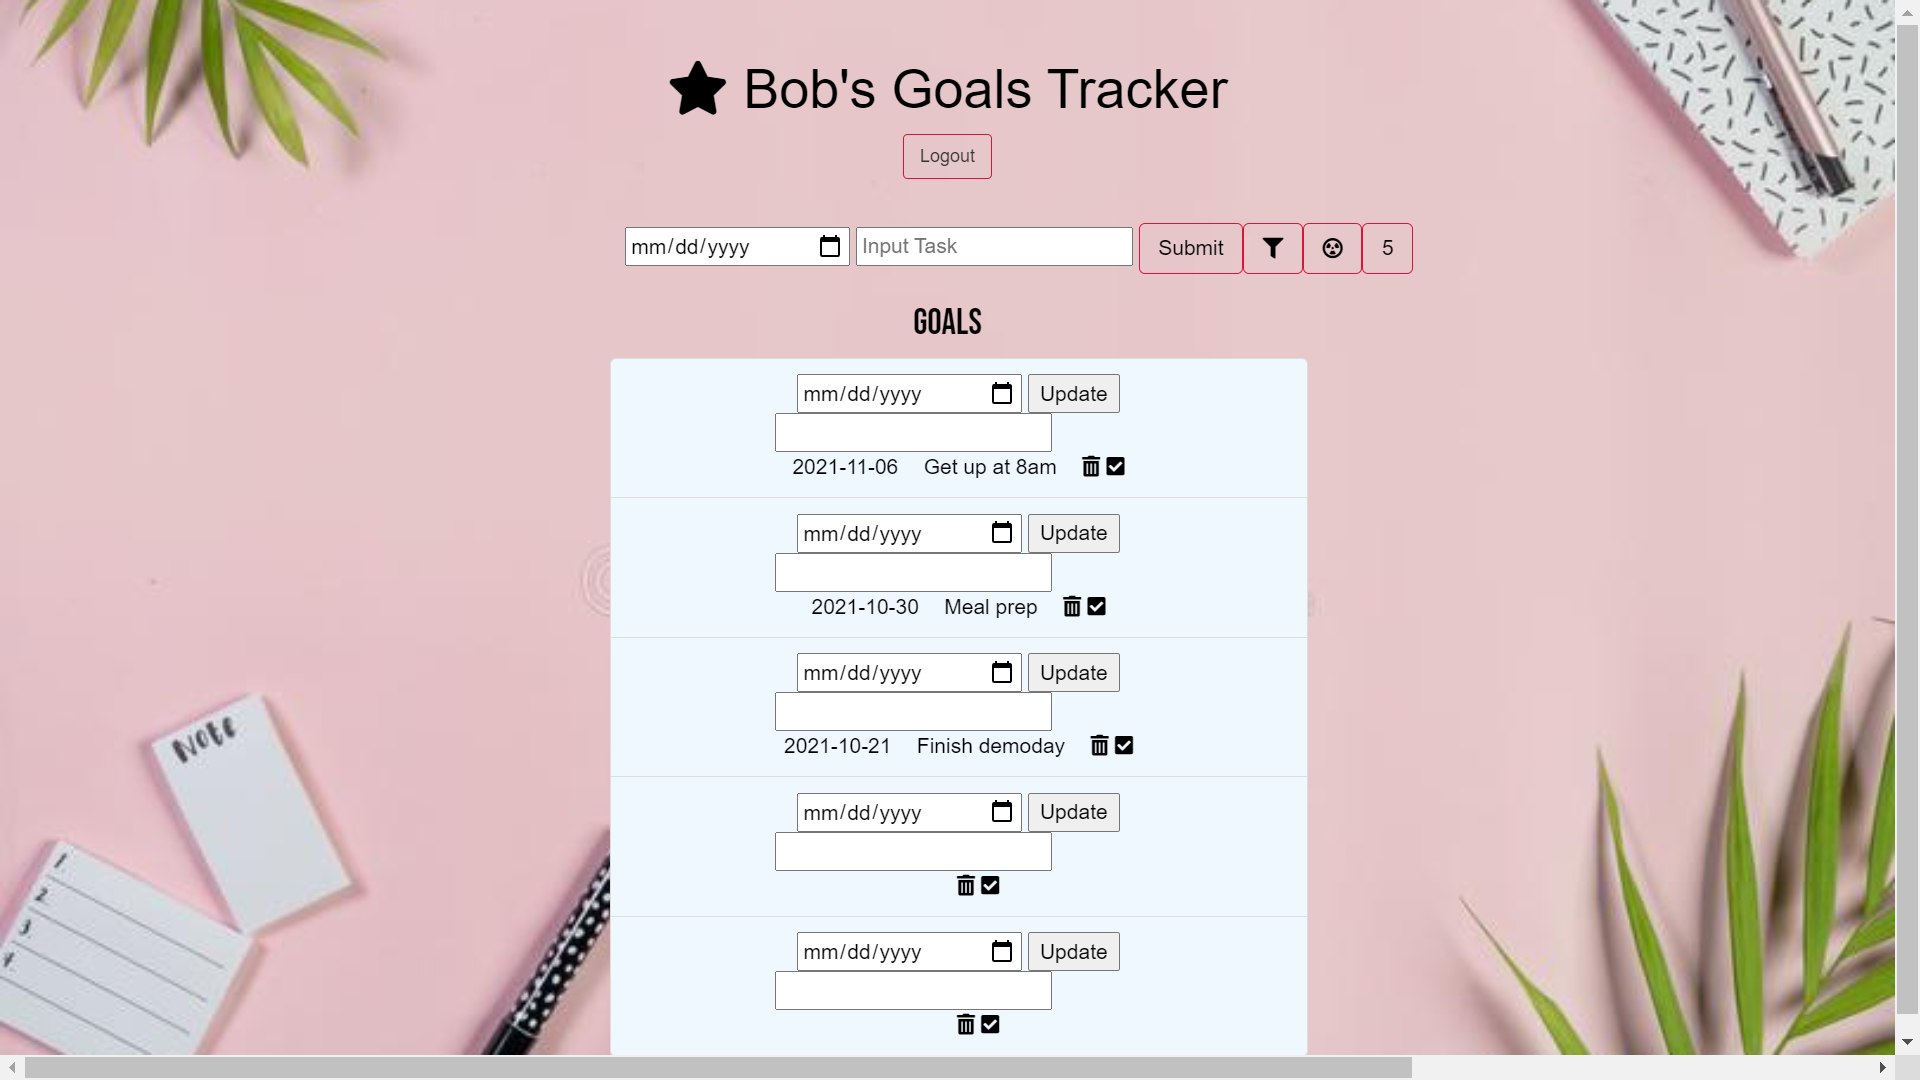 Bob's Goals Tracker
Logout
mm/dd/yyyy Input Task Submit 5
GOALS
mm/dd/yyyy Update
2021-11-06 Get up at 8am
mm/dd/yyyy Update
2021-10-30 Meal prep
mm/dd/yyyy Update
2021-10-21 Finish demoday
mm/dd/yyyy Update
mm/dd/yyyy Update
Note
1.
2.
3.
4.